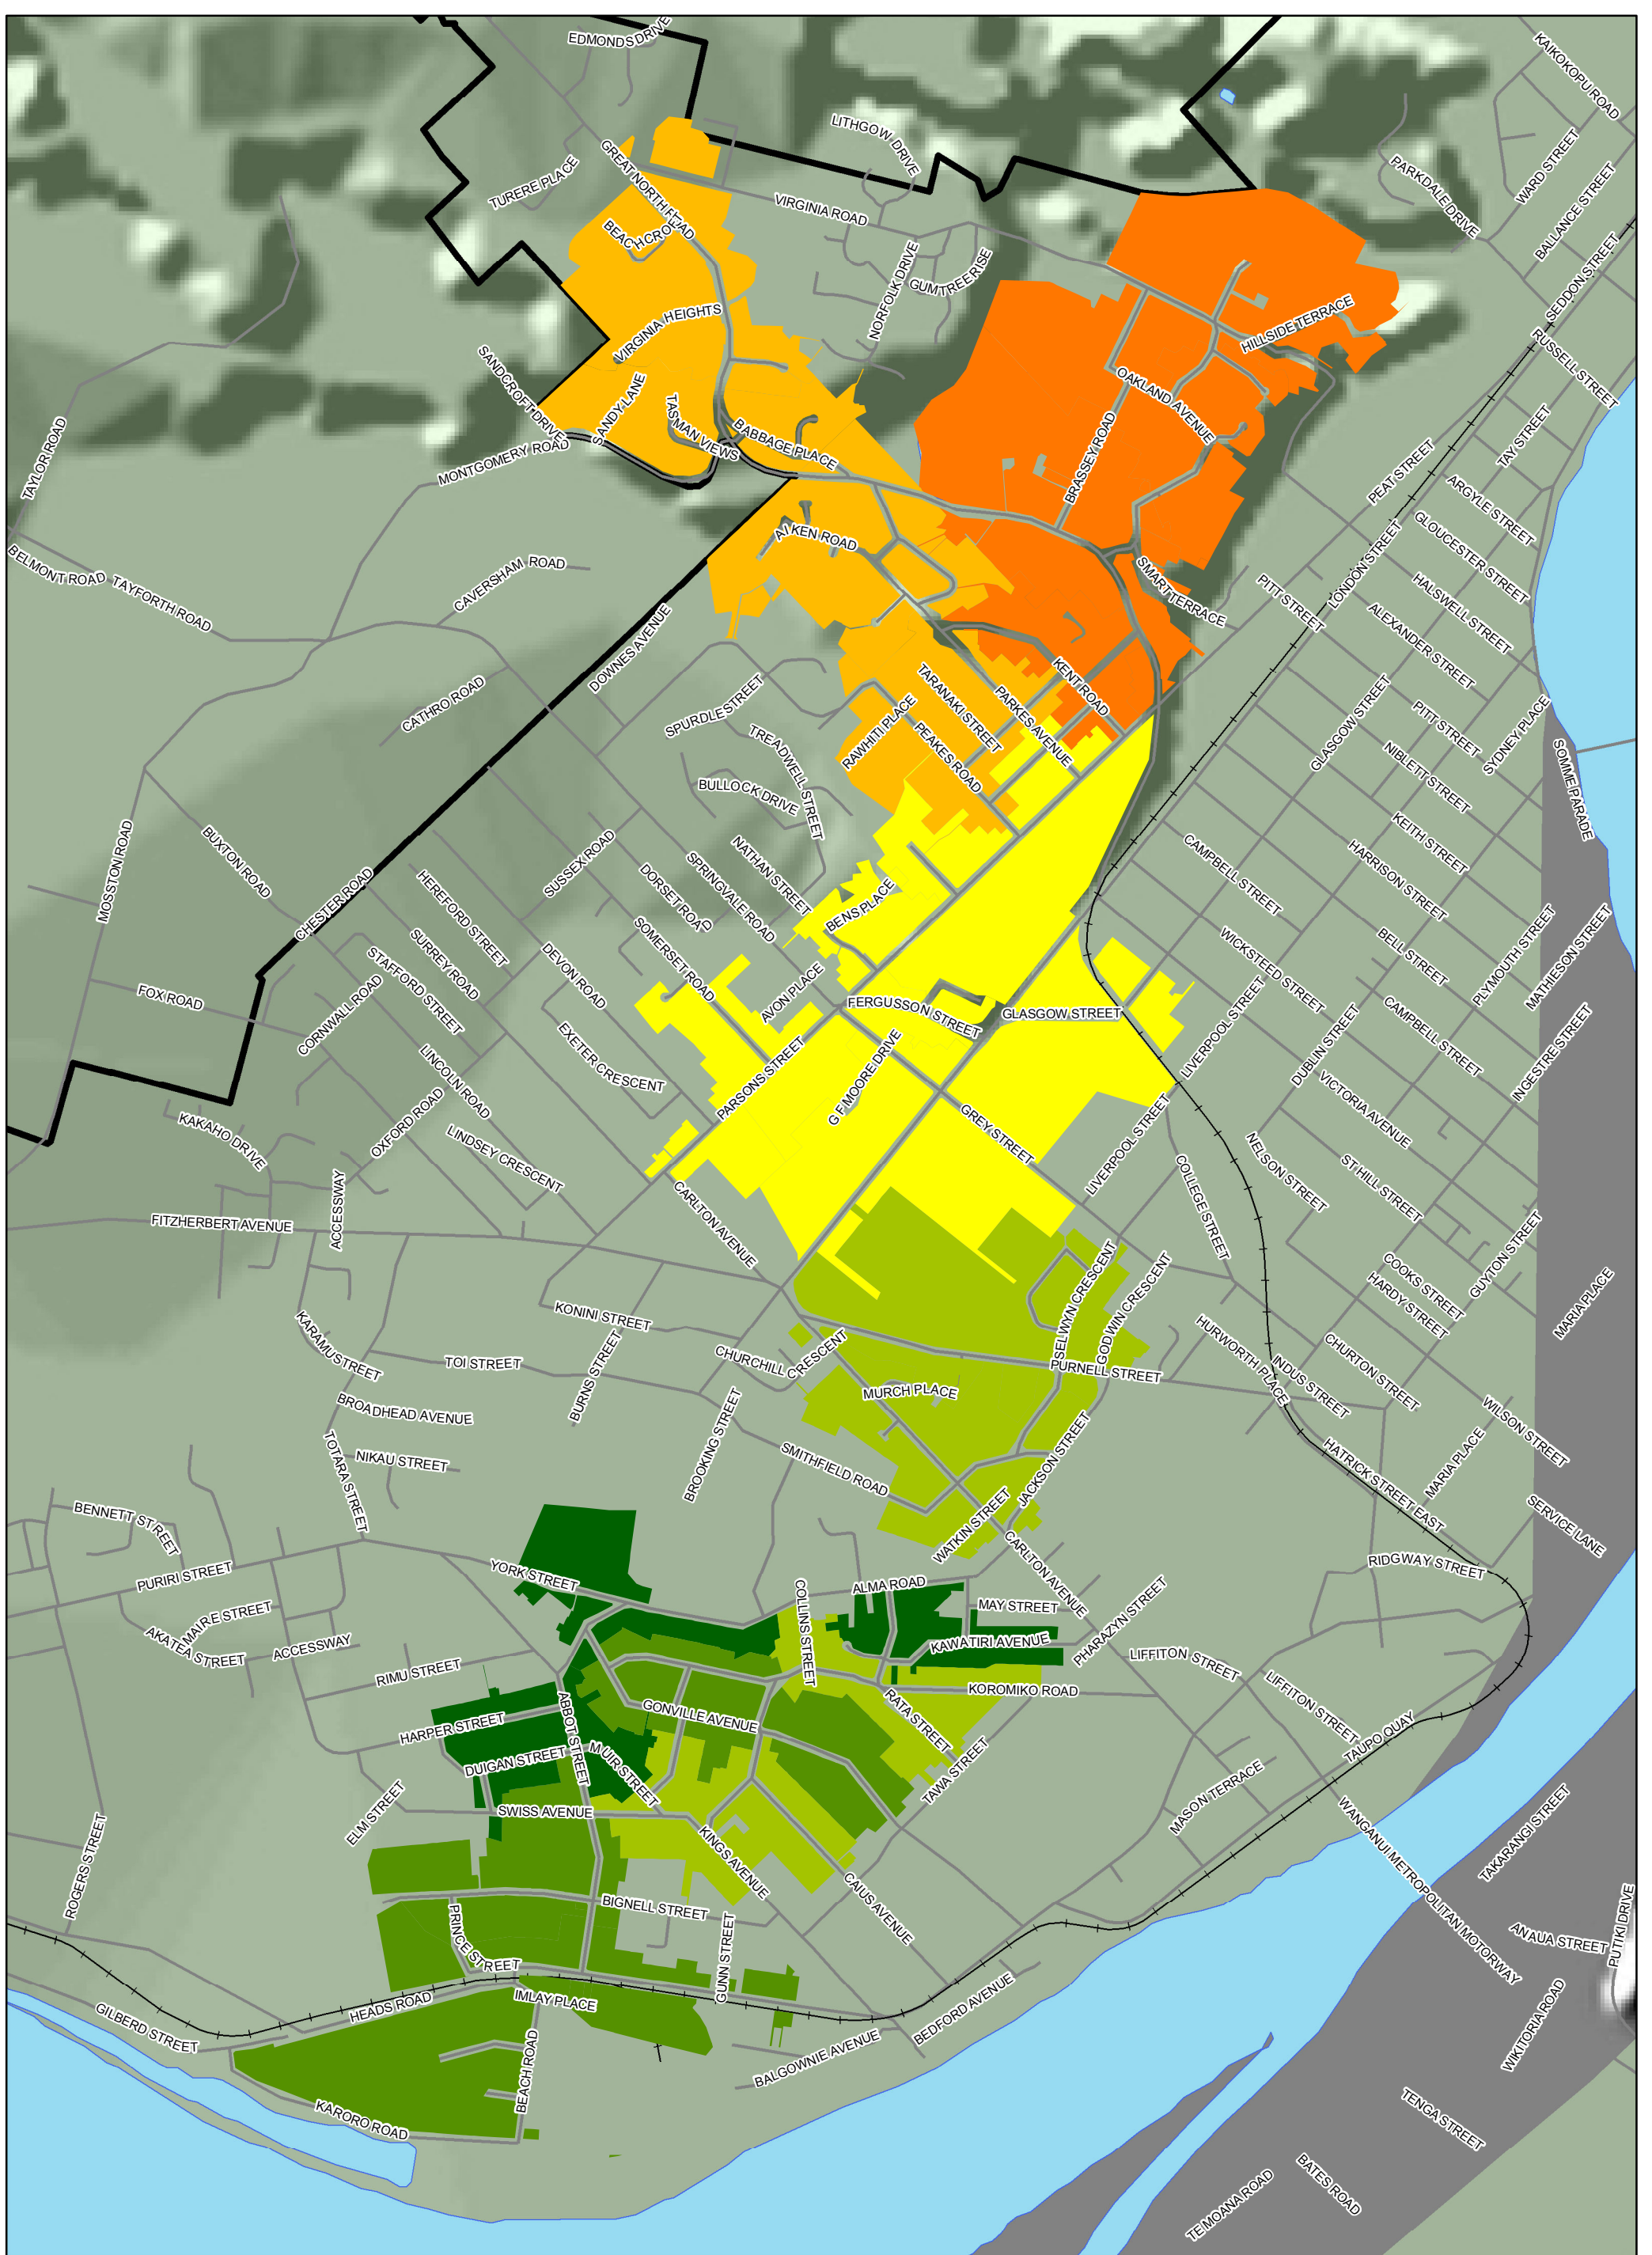 EDMONDS DRIVE
KAIKOKOPU ROAD
LITHGOW DRIVE
GREAT NORTH ROAD
TURERE PLACE
PARKDALE DRIVE
WARD STREET
BALLANCE STREET
VIRGINIA ROAD
BEACHCROFT
NORFOLK DRIVE
GUMTREE RISE
SEDDON STREET
VIRGINIA HEIGHTS
HILLSIDE TERRACE
RUSSELL STREET
SANDCROFT DRIVE
SANDY LANE
TASMAN VIEWS
BABBAGE PLACE
OAKLAND AVENUE
BRASSEY ROAD
TAYLOR ROAD
MONTGOMERY ROAD
PEAT STREET
TAY STREET
ARGYLE STREET
GLOUCESTER STREET
AIKEN ROAD
LONDON STREET
BELMONT ROAD
TAYFORTH ROAD
CAVERSHAM ROAD
SMART TERRACE
PITT STREET
HALSWELL STREET
ALEXANDER STREET
DOWNES AVENUE
CATHRO ROAD
SPURDLE STREET
TARANAKI STREET
PARKES AVENUE
KENT ROAD
RAWHITI PLACE
PEAKES ROAD
GLASGOW STREET
PITT STREET
SYDNEY PLACE
NIBLETT STREET
SOMME PARADE
TREADWELL STREET
BULLOCK DRIVE
MOSSTON ROAD
BUXTON ROAD
CHESTER ROAD
HEREFORD STREET
SUSSEX ROAD
DORSET ROAD
SPRINGVALE ROAD
NATHAN STREET
BENS PLACE
CAMPBELL STREET
HARRISON STREET
KEITH STREET
SURREY ROAD
STAFFORD STREET
DEVON ROAD
SOMERSET ROAD
AVON PLACE
WICKSTEED STREET
BELL STREET
PLYMOUTH STREET
MATHIESON STREET
FOX ROAD
CORNWALL ROAD
FERGUSSON STREET
GLASGOW STREET
LIVERPOOL STREET
DUBLIN STREET
CAMPBELL STREET
INGESTRE STREET
EXETER CRESCENT
PARSONS STREET
G F MOORE DRIVE
LINCOLN ROAD
OXFORD ROAD
KAKAHO DRIVE
LINDSEY CRESCENT
GREY STREET
LIVERPOOL STREET
VICTORIA AVENUE
NELSON STREET
ST HILL STREET
COLLEGE STREET
ACCESSWAY
FITZHERBERT AVENUE
CARLTON AVENUE
SELWYN CRESCENT
GODWIN CRESCENT
GUYTON STREET
COOKS STREET
HARDY STREET
MARIA PLACE
KONINI STREET
KARAMU STREET
TOI STREET
BURNS STREET
CHURCHILL CRESCENT
MURCH PLACE
PURNELL STREET
HURWORTH PLACE
INDUS STREET
CHURTON STREET
BROADHEAD AVENUE
BROOKING STREET
WILSON STREET
TOTARA STREET
NIKAU STREET
SMITHFIELD ROAD
JACKSON STREET
WATKIN STREET
HATRICK STREET EAST
MARIA PLACE
SERVICE LANE
BENNETT STREET
PURIRI STREET
YORK STREET
COLLINS STREET
ALMA ROAD
CARLTON AVENUE
RIDGWAY STREET
MAY STREET
PHARAZYN STREET
MAIRE STREET
AKATEA STREET
ACCESSWAY
KAWATIRI AVENUE
LIFFITON STREET
RIMU STREET
KOROMIKO ROAD
LIFFITON STREET
HARPER STREET
ABBOT STREET
GONVILLE AVENUE
RATA STREET
TAUPO QUAY
DUIGAN STREET
MUIR STREET
TAWA STREET
MASON TERRACE
ELM STREET
SWISS AVENUE
KINGS AVENUE
CAIUS AVENUE
WANGANUI METROPOLITAN MOTORWAY
TAKARANGI STREET
ROGERS STREET
BIGNELL STREET
PRINCE STREET
GUNN STREET
ANAUA STREET
PUTIKI DRIVE
HEADS ROAD
IMLAY PLACE
BEDFORD AVENUE
WIKITORIA ROAD
GILBERD STREET
BALGOWNIE AVENUE
BEACH ROAD
KARORO ROAD
TENGA STREET
BATES ROAD
TE MOANA ROAD